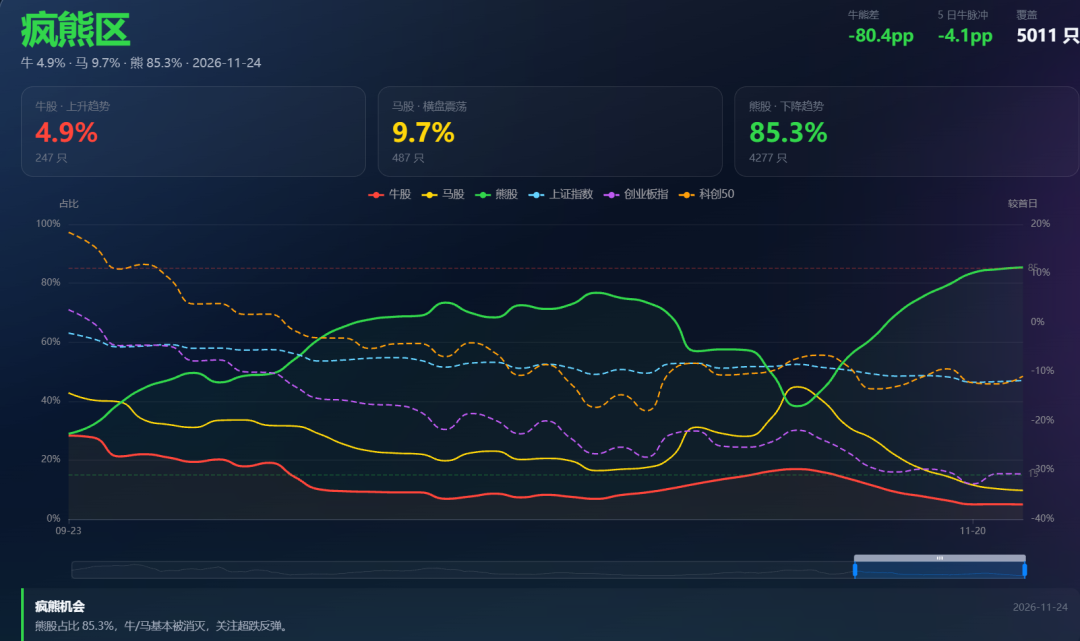 疯熊区
牛 4.9% · 马 9.7% · 熊 85.3% · 2026-11-24
牛能差
-80.4pp
5 日牛脉冲
-4.1pp
覆盖
5011 只
牛股 · 上升趋势
4.9%
247 只
马股 · 横盘震荡
9.7%
487 只
熊股 · 下降趋势
85.3%
4277 只
牛股 马股 熊股 上证指数 创业板指 科创50
占比
较首日
100%
80%
60%
40%
20%
0%
20%
85
10%
0%
-10%
-20%
15
-30%
-40%
09-23
11-20
疯熊机会
2026-11-24
熊股占比 85.3%，牛/马基本被消灭，关注超跌反弹。